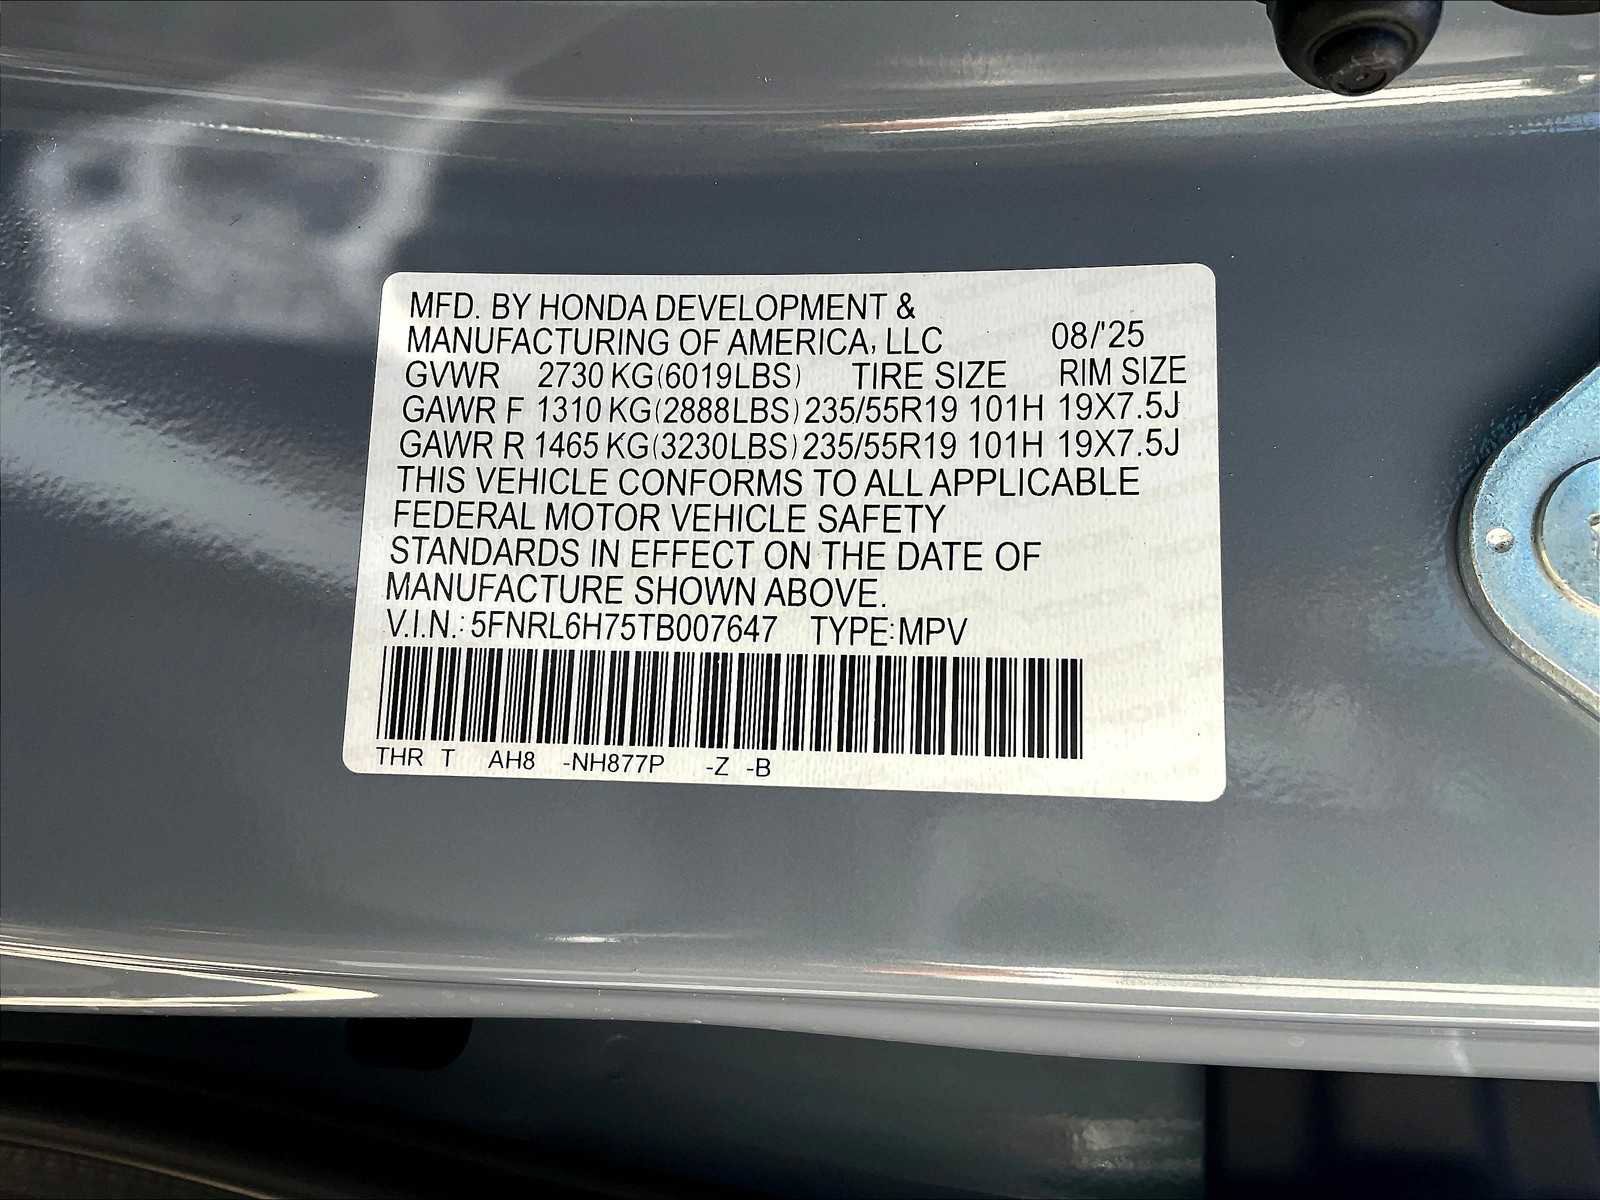 MFD. BY HONDA DEVELOPMENT &
MANUFACTURING OF AMERICA, LLC 08/'25
GVWR 2730 KG(6019LBS) TIRE SIZE RIM SIZE
GAWR F 1310 KG(2888LBS) 235/55R19 101H 19X7.5J
GAWR R 1465 KG(3230LBS) 235/55R19 101H 19X7.5J
THIS VEHICLE CONFORMS TO ALL APPLICABLE
FEDERAL MOTOR VEHICLE SAFETY
STANDARDS IN EFFECT ON THE DATE OF
MANUFACTURE SHOWN ABOVE.
V.I.N.: 5FNRL6H75TB007647 TYPE: MPV
THR T AH8 -NH877P -Z -B